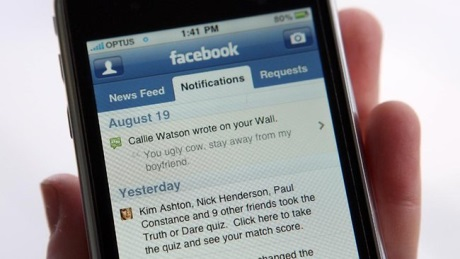 OPTUS 1:41 PM 80%
facebook
News Feed Notifications Requests
August 19
Callie Watson wrote on your Wall.
You ugly cow, stay away from my
boyfriend.
Yesterday
Kim Ashton, Nick Henderson, Paul
Constance and 9 other friends took the
Truth or Dare quiz. Click here to take
the quiz and see your match score.
changed the